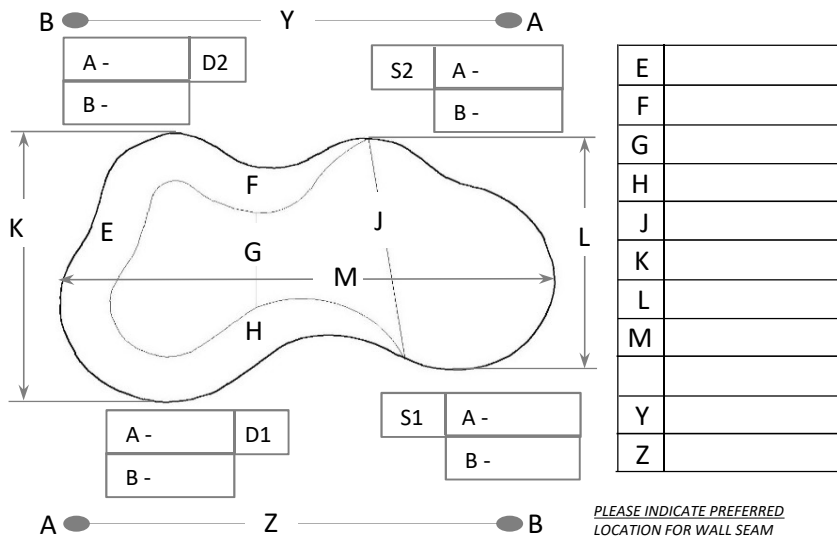 B Y A
A - D2
B -
S2 A -
B -
K
E
F
G
H
J
L
M
A - D1
B -
S1 A -
B -
A Z B
E
F
G
H
J
K
L
M
Y
Z
PLEASE INDICATE PREFERRED
LOCATION FOR WALL SEAM